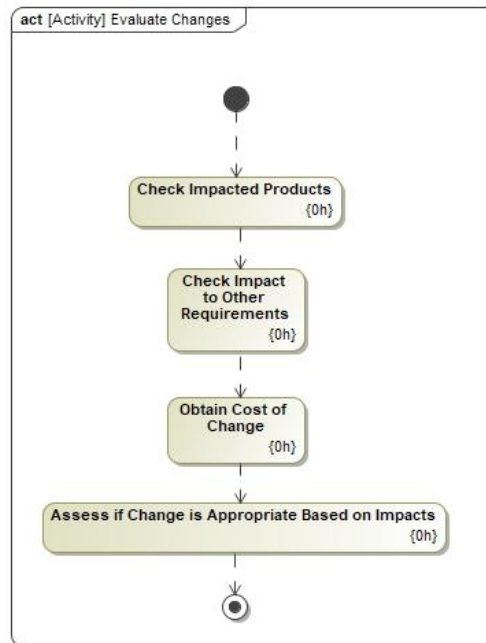 act [Activity] Evaluate Changes
Check Impacted Products
{0h}
Check Impact
to Other
Requirements
{0h}
Obtain Cost of
Change
{0h}
Assess if Change is Appropriate Based on Impacts
{0h}